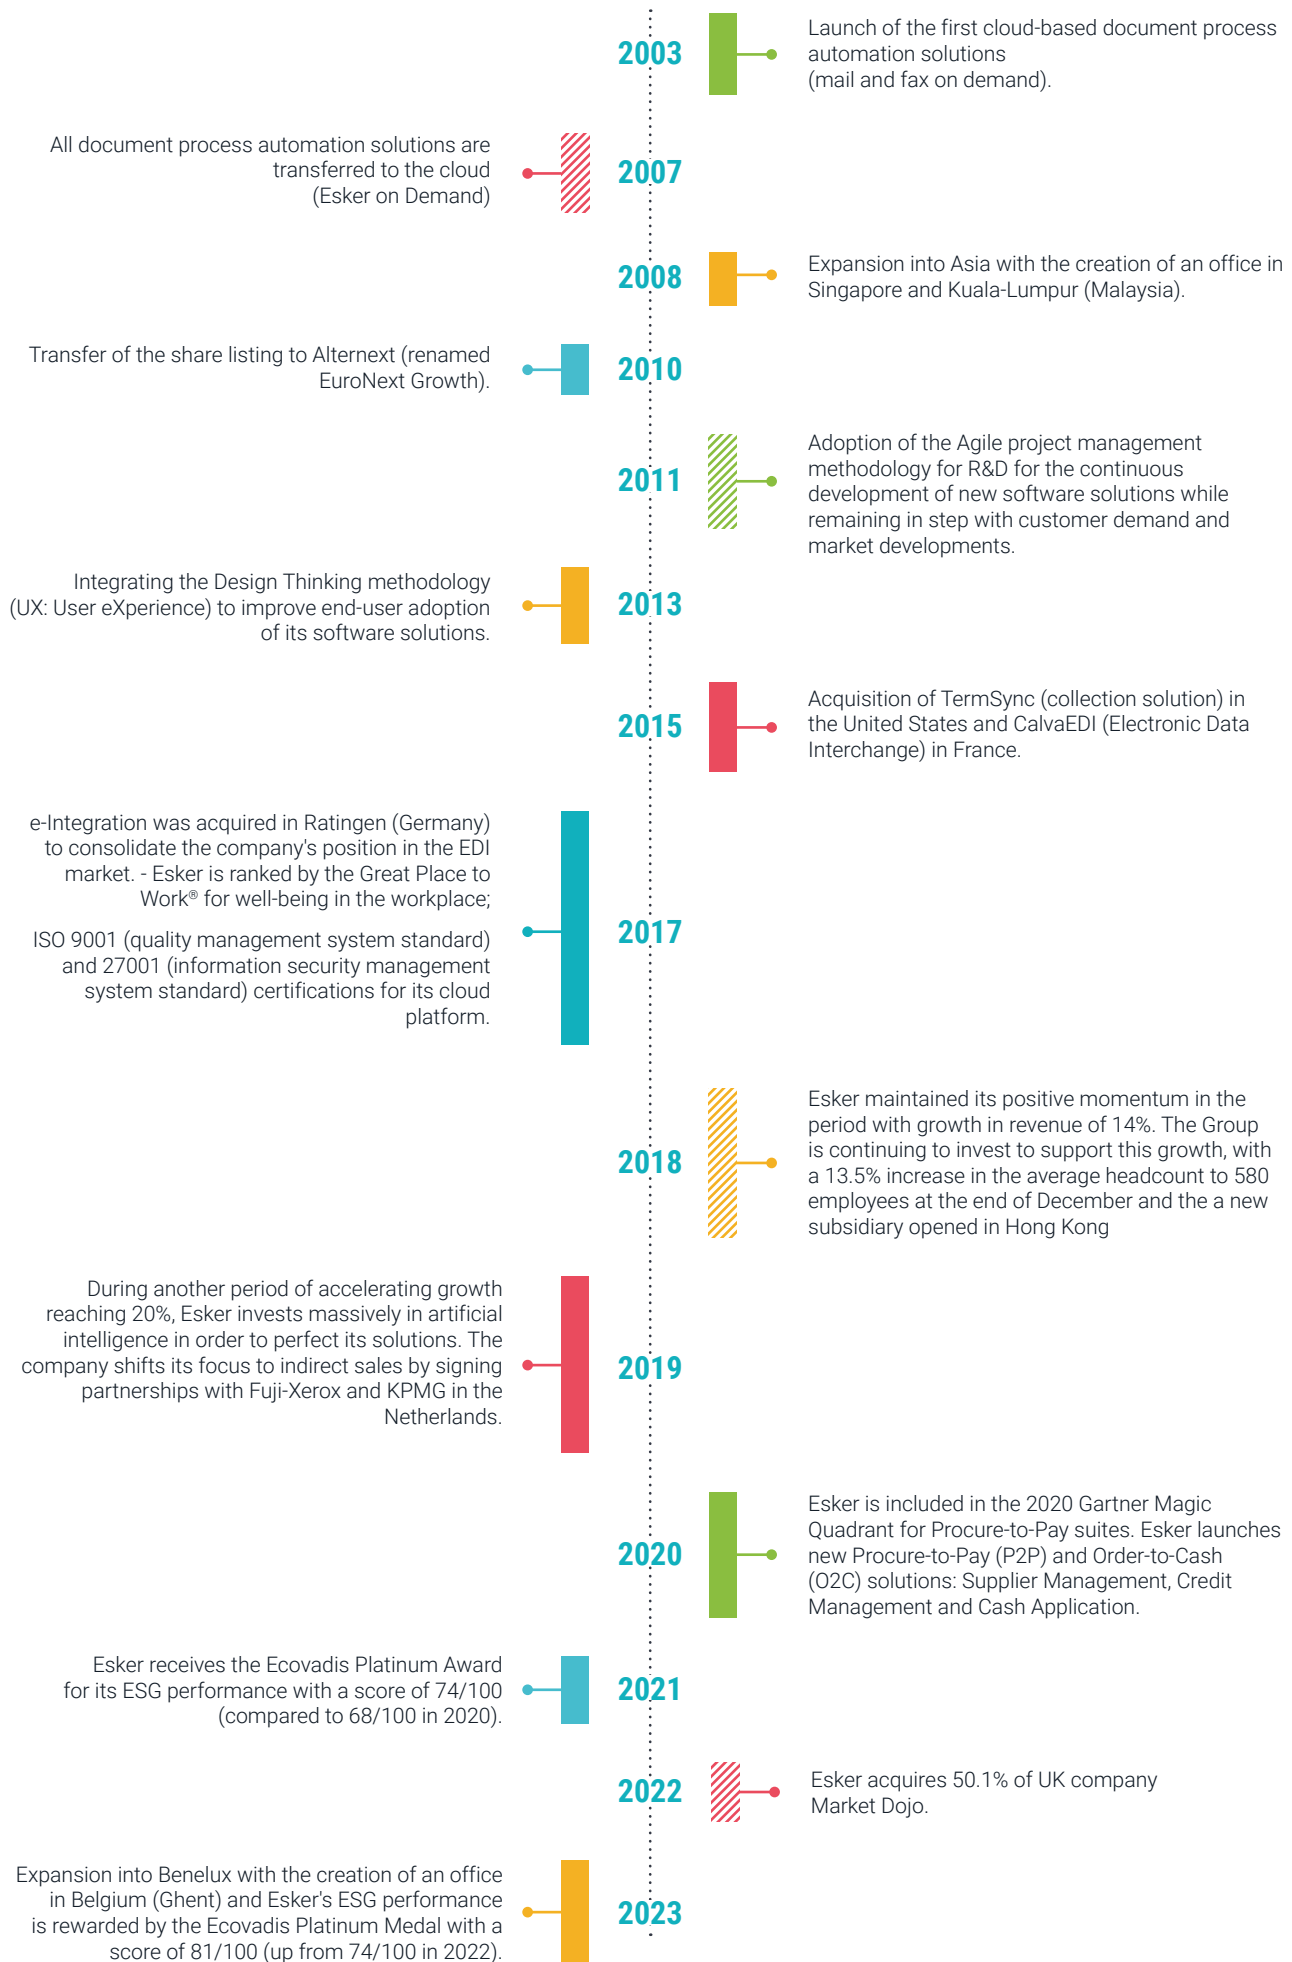 2003
Launch of the first cloud-based document process
automation solutions
(mail and fax on demand).
All document process automation solutions are
transferred to the cloud
(Esker on Demand)
2007
2008
Expansion into Asia with the creation of an office in
Singapore and Kuala-Lumpur (Malaysia).
Transfer of the share listing to Alternext (renamed
EuroNext Growth).
2010
2011
Adoption of the Agile project management
methodology for R&D for the continuous
development of new software solutions while
remaining in step with customer demand and
market developments.
Integrating the Design Thinking methodology
(UX: User eXperience) to improve end-user adoption
of its software solutions.
2013
2015
Acquisition of TermSync (collection solution) in
the United States and CalvaEDI (Electronic Data
Interchange) in France.
e-Integration was acquired in Ratingen (Germany)
to consolidate the company's position in the EDI
market. - Esker is ranked by the Great Place to
Work® for well-being in the workplace;
ISO 9001 (quality management system standard)
and 27001 (information security management
system standard) certifications for its cloud
platform.
2017
2018
Esker maintained its positive momentum in the
period with growth in revenue of 14%. The Group
is continuing to invest to support this growth, with
a 13.5% increase in the average headcount to 580
employees at the end of December and the a new
subsidiary opened in Hong Kong
During another period of accelerating growth
reaching 20%, Esker invests massively in artificial
intelligence in order to perfect its solutions. The
company shifts its focus to indirect sales by signing
partnerships with Fuji-Xerox and KPMG in the
Netherlands.
2019
2020
Esker is included in the 2020 Gartner Magic
Quadrant for Procure-to-Pay suites. Esker launches
new Procure-to-Pay (P2P) and Order-to-Cash
(O2C) solutions: Supplier Management, Credit
Management and Cash Application.
Esker receives the Ecovadis Platinum Award
for its ESG performance with a score of 74/100
(compared to 68/100 in 2020).
2021
2022
Esker acquires 50.1% of UK company
Market Dojo.
Expansion into Benelux with the creation of an office
in Belgium (Ghent) and Esker's ESG performance
is rewarded by the Ecovadis Platinum Medal with a
score of 81/100 (up from 74/100 in 2022).
2023